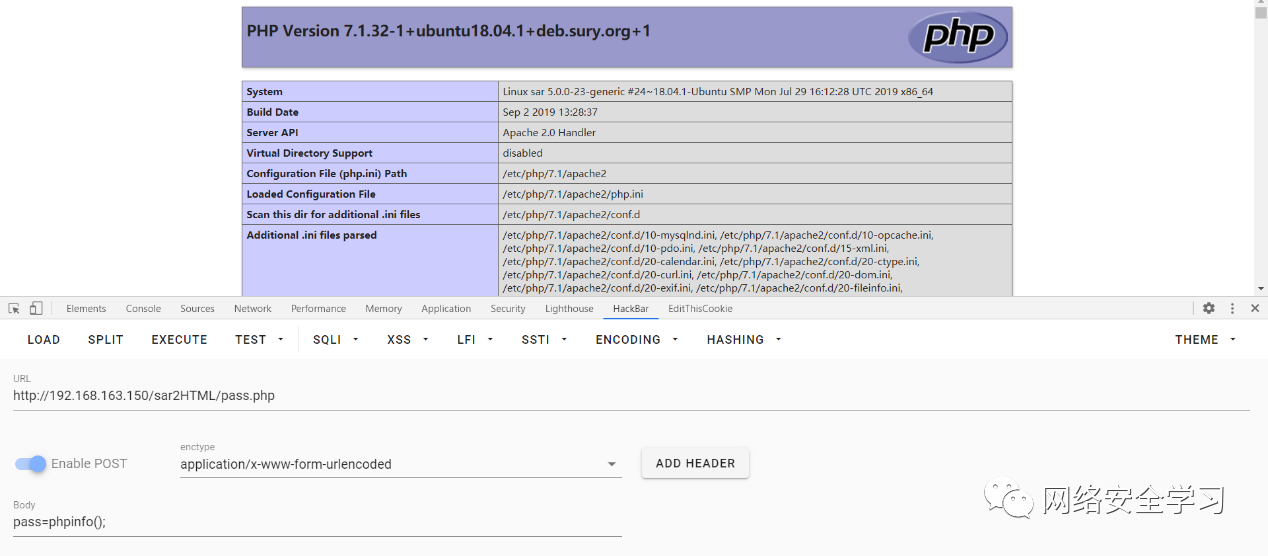 PHP Version 7.1.32-1+ubuntu18.04.1+deb.sury.org+1
php
System Linux sar 5.0.0-23-generic #24~18.04.1-Ubuntu SMP Mon Jul 29 16:12:28 UTC 2019 x86_64
Build Date Sep 2 2019 13:28:37
Server API Apache 2.0 Handler
Virtual Directory Support disabled
Configuration File (php.ini) Path /etc/php/7.1/apache2
Loaded Configuration File /etc/php/7.1/apache2/php.ini
Scan this dir for additional .ini files /etc/php/7.1/apache2/conf.d
Additional .ini files parsed /etc/php/7.1/apache2/conf.d/10-mysqlnd.ini, /etc/php/7.1/apache2/conf.d/10-opcache.ini,
/etc/php/7.1/apache2/conf.d/10-pdo.ini, /etc/php/7.1/apache2/conf.d/15-xml.ini,
/etc/php/7.1/apache2/conf.d/20-calendar.ini, /etc/php/7.1/apache2/conf.d/20-ctype.ini,
/etc/php/7.1/apache2/conf.d/20-curl.ini, /etc/php/7.1/apache2/conf.d/20-dom.ini,
/etc/php/7.1/apache2/conf.d/20-exif.ini, /etc/php/7.1/apache2/conf.d/20-fileinfo.ini,
Elements Console Sources Network Performance Memory Application Security Lighthouse HackBar EditThisCookie
LOAD SPLIT EXECUTE TEST SQLI XSS LFI SSTI ENCODING HASHING THEME
URL
http://192.168.163.150/sar2HTML/pass.php
enctype
Enable POST application/x-www-form-urlencoded ADD HEADER
Body
pass=phpinfo();
网络安全学习